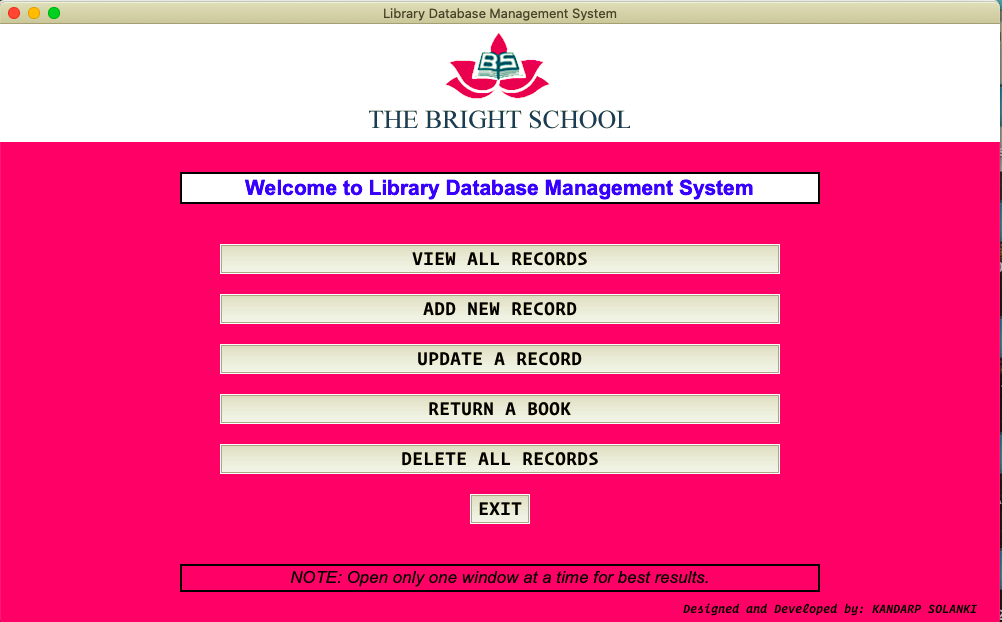 Library Database Management System
BS
THE BRIGHT SCHOOL
Welcome to Library Database Management System
VIEW ALL RECORDS
ADD NEW RECORD
UPDATE A RECORD
RETURN A BOOK
DELETE ALL RECORDS
EXIT
NOTE: Open only one window at a time for best results.
Designed and Developed by: KANDARP SOLANKI